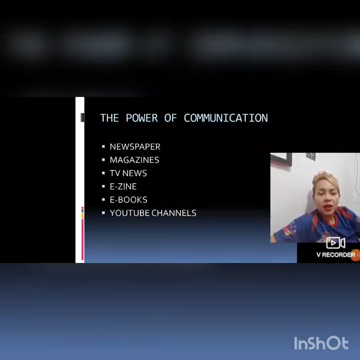 THE POWER OF COMMUNICATION
▪ NEWSPAPER
▪ MAGAZINES
▪ TV NEWS
▪ E-ZINE
▪ E-BOOKS
▪ YOUTUBE CHANNELS
V RECORDER
InShOt